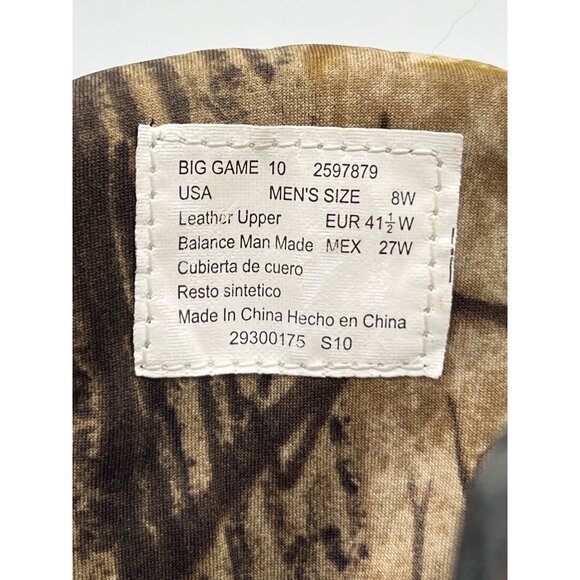 BIG GAME 10 2597879
USA MEN'S SIZE 8W
Leather Upper EUR 41½W
Balance Man Made MEX 27W
Cubierta de cuero
Resto sintetico
Made In China Hecho en China
29300175 S10